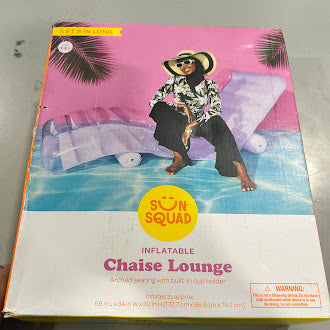 5 FT 8 IN LONG
SUN
SQUAD
INFLATABLE
Chaise Lounge
Arched seating with built-in cup holder
Inflates to approx.
68 in L x 34 in W x 30 in H (172.7 cm x 86.3 cm x 76.2 cm)
WARNING: